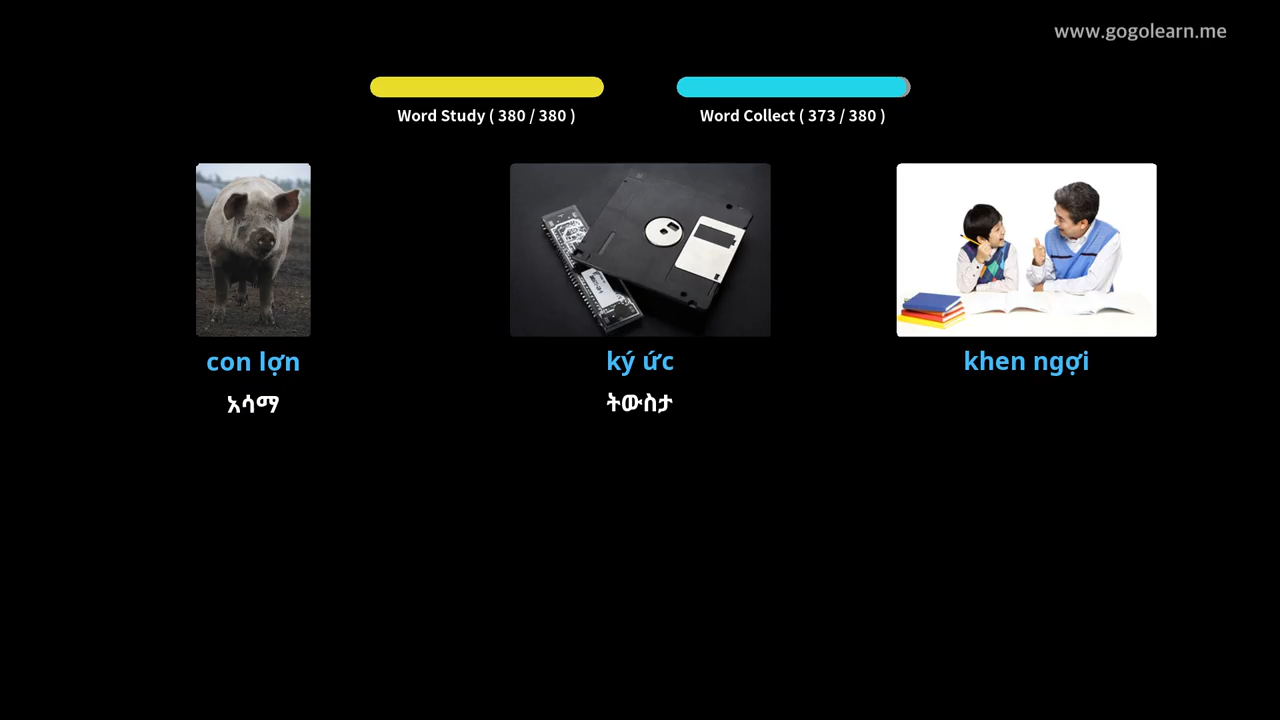 www.gogolearn.me
Word Study ( 380 / 380 )
Word Collect ( 373 / 380 )
con lợn
ký ức
khen ngợi
አሳማ
ትውስታ